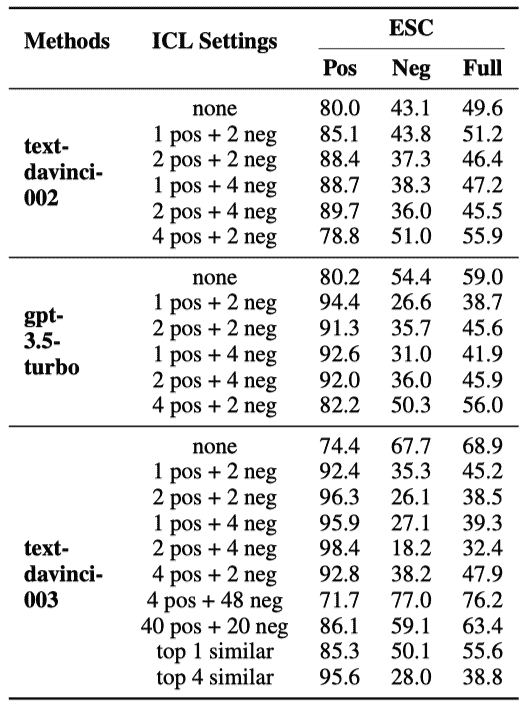 Methods ICL Settings ESC
Pos Neg Full
none 80.0 43.1 49.6
1 pos + 2 neg 85.1 43.8 51.2
text-
davinci-
002
2 pos + 2 neg 88.4 37.3 46.4
1 pos + 4 neg 88.7 38.3 47.2
2 pos + 4 neg 89.7 36.0 45.5
4 pos + 2 neg 78.8 51.0 55.9
none 80.2 54.4 59.0
1 pos + 2 neg 94.4 26.6 38.7
gpt-
3.5-
turbo
2 pos + 2 neg 91.3 35.7 45.6
1 pos + 4 neg 92.6 31.0 41.9
2 pos + 4 neg 92.0 36.0 45.9
4 pos + 2 neg 82.2 50.3 56.0
none 74.4 67.7 68.9
1 pos + 2 neg 92.4 35.3 45.2
2 pos + 2 neg 96.3 26.1 38.5
1 pos + 4 neg 95.9 27.1 39.3
text-
davinci-
003
2 pos + 4 neg 98.4 18.2 32.4
4 pos + 2 neg 92.8 38.2 47.9
4 pos + 48 neg 71.7 77.0 76.2
40 pos + 20 neg 86.1 59.1 63.4
top 1 similar 85.3 50.1 55.6
top 4 similar 95.6 28.0 38.8